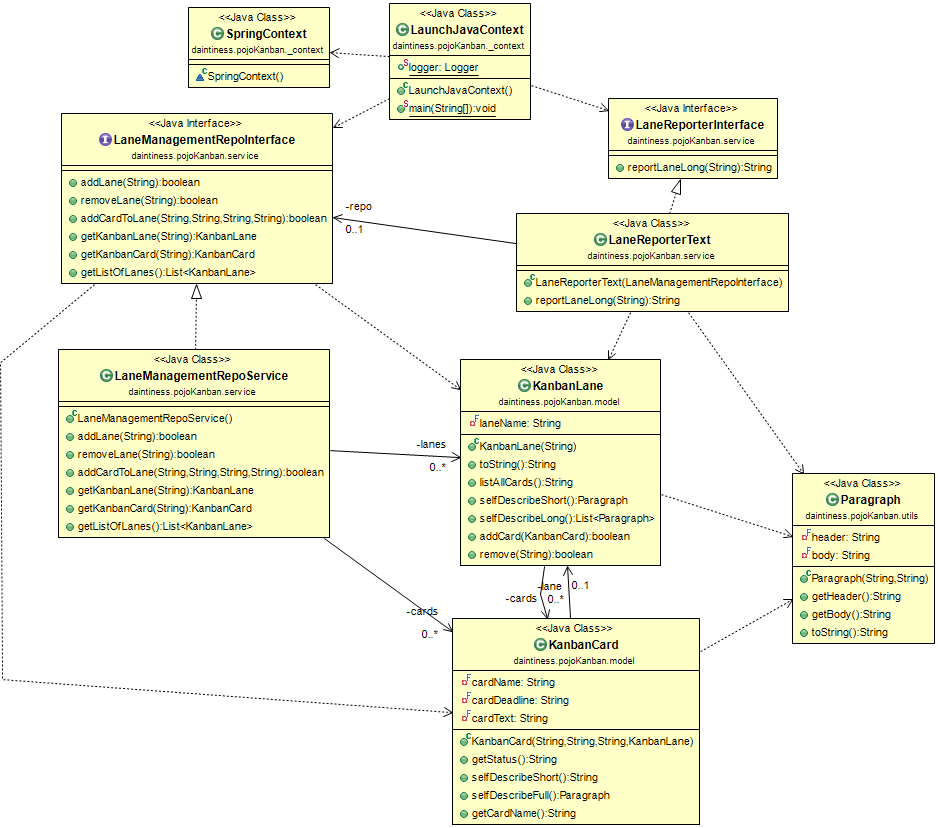 <<Java Class>>
SpringContext
daintiness.pojoKanban._context
SpringContext()
<<Java Class>>
LaunchJavaContext
daintiness.pojoKanban._context
logger: Logger
LaunchJavaContext()
main(String[]):void
<<Java Interface>>
LaneManagementRepoInterface
daintiness.pojoKanban.service
addLane(String):boolean
removeLane(String):boolean
addCardToLane(String,String,String,String):boolean
getKanbanLane(String):KanbanLane
getKanbanCard(String):KanbanCard
getListOfLanes():List<KanbanLane>
<<Java Interface>>
LaneReporterInterface
daintiness.pojoKanban.service
reportLaneLong(String):String
-repo
0..1
<<Java Class>>
LaneReporterText
daintiness.pojoKanban.service
LaneReporterText(LaneManagementRepoInterface)
reportLaneLong(String):String
<<Java Class>>
LaneManagementRepoService
daintiness.pojoKanban.service
LaneManagementRepoService()
addLane(String):boolean
removeLane(String):boolean
addCardToLane(String,String,String,String):boolean
getKanbanLane(String):KanbanLane
getKanbanCard(String):KanbanCard
getListOfLanes():List<KanbanLane>
-lanes
0..*
<<Java Class>>
KanbanLane
daintiness.pojoKanban.model
laneName: String
KanbanLane(String)
toString():String
listAllCards():String
selfDescribeShort():Paragraph
selfDescribeLong():List<Paragraph>
addCard(KanbanCard):boolean
remove(String):boolean
<<Java Class>>
Paragraph
daintiness.pojoKanban.utils
header: String
body: String
Paragraph(String,String)
getHeader():String
getBody():String
toString():String
-lane
0..1
-cards
0..*
-cards
0..*
<<Java Class>>
KanbanCard
daintiness.pojoKanban.model
cardName: String
cardDeadline: String
cardText: String
KanbanCard(String,String,String,KanbanLane)
getStatus():String
selfDescribeShort():String
selfDescribeFull():Paragraph
getCardName():String